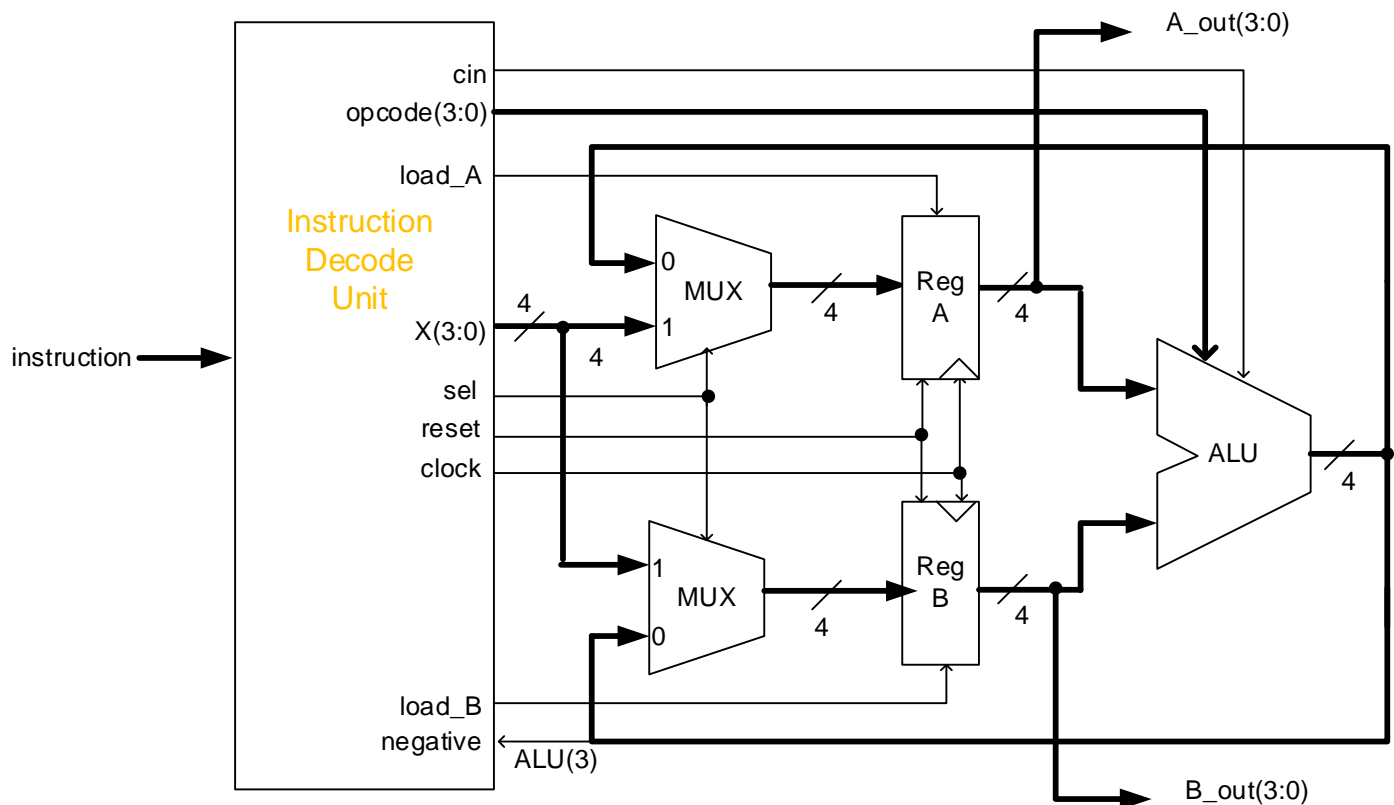 A_out(3:0)
cin
opcode(3:0)
load_A
Instruction
Decode
Unit
0
MUX
4
Reg
A
4
4
X(3:0)
1
4
instruction
sel
reset
clock
ALU
4
1
MUX
0
4
Reg
B
4
load_B
negative
ALU(3)
B_out(3:0)